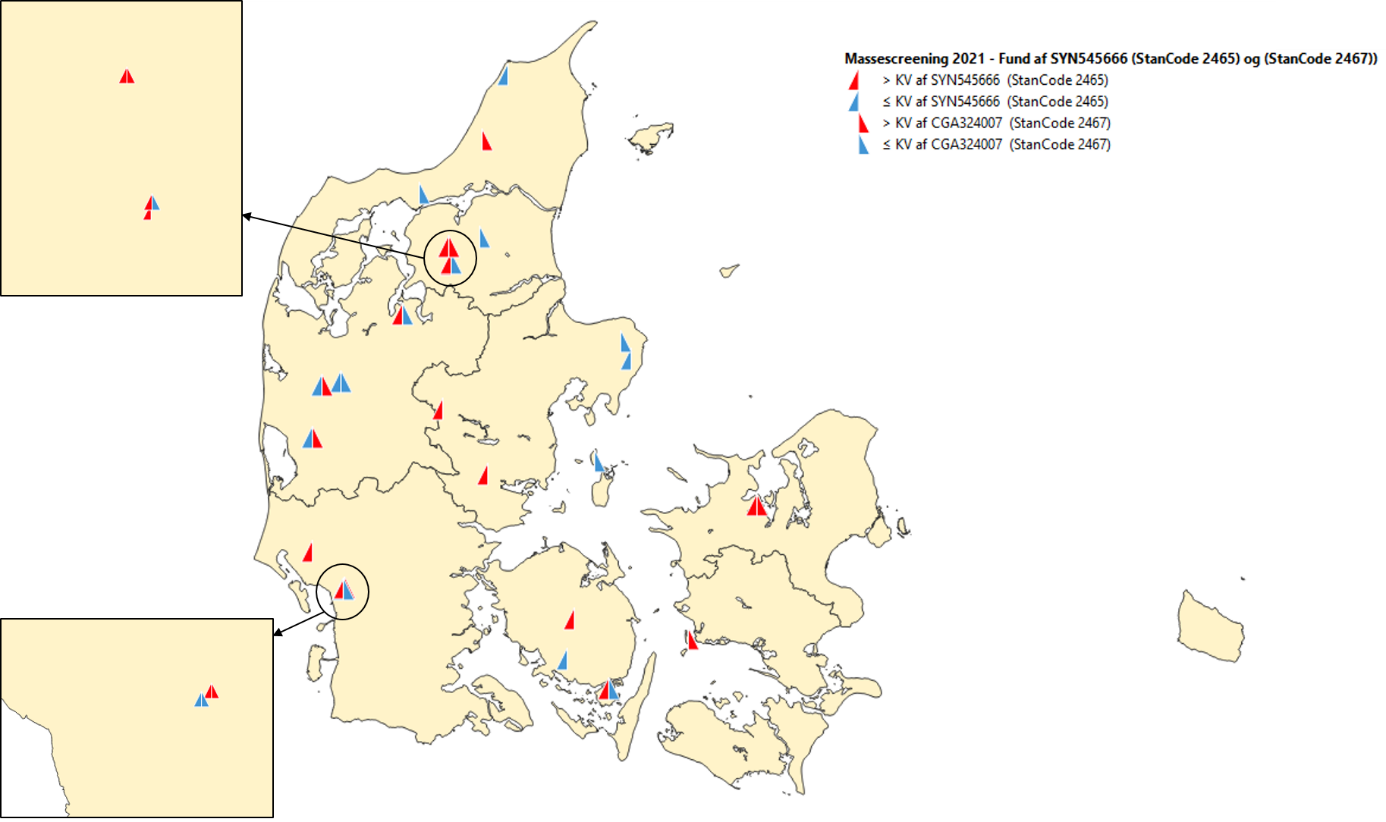 Massescreening 2021 - Fund af SYN545666 (StanCode 2465) og (StanCode 2467))
> KV af SYN545666 (StanCode 2465)
≤ KV af SYN545666 (StanCode 2465)
> KV af CGA324007 (StanCode 2467)
≤ KV af CGA324007 (StanCode 2467)